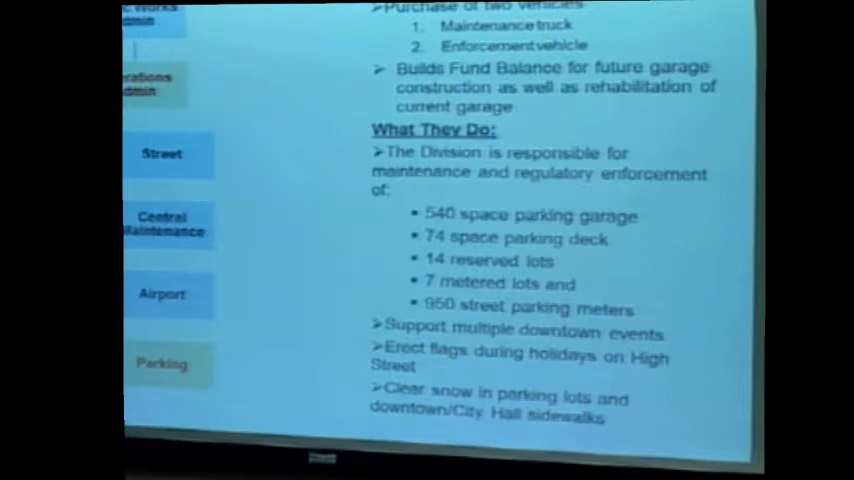 Works
dmin
rations
dmin
Street
Central
Maintenance
Airport
Parking
➢Purchase of two vehicles
1. Maintenance truck
2. Enforcement vehicle
➢ Builds Fund Balance for future garage
construction as well as rehabilitation of
current garage
What They Do:
➢The Division is responsible for
maintenance and regulatory enforcement
of:
▪ 540 space parking garage
▪ 74 space parking deck
▪ 14 reserved lots
▪ 7 metered lots and
▪ 950 street parking meters
➢Support multiple downtown events
➢Erect flags during holidays on High
Street
➢Clear snow in parking lots and
downtown/City Hall sidewalks